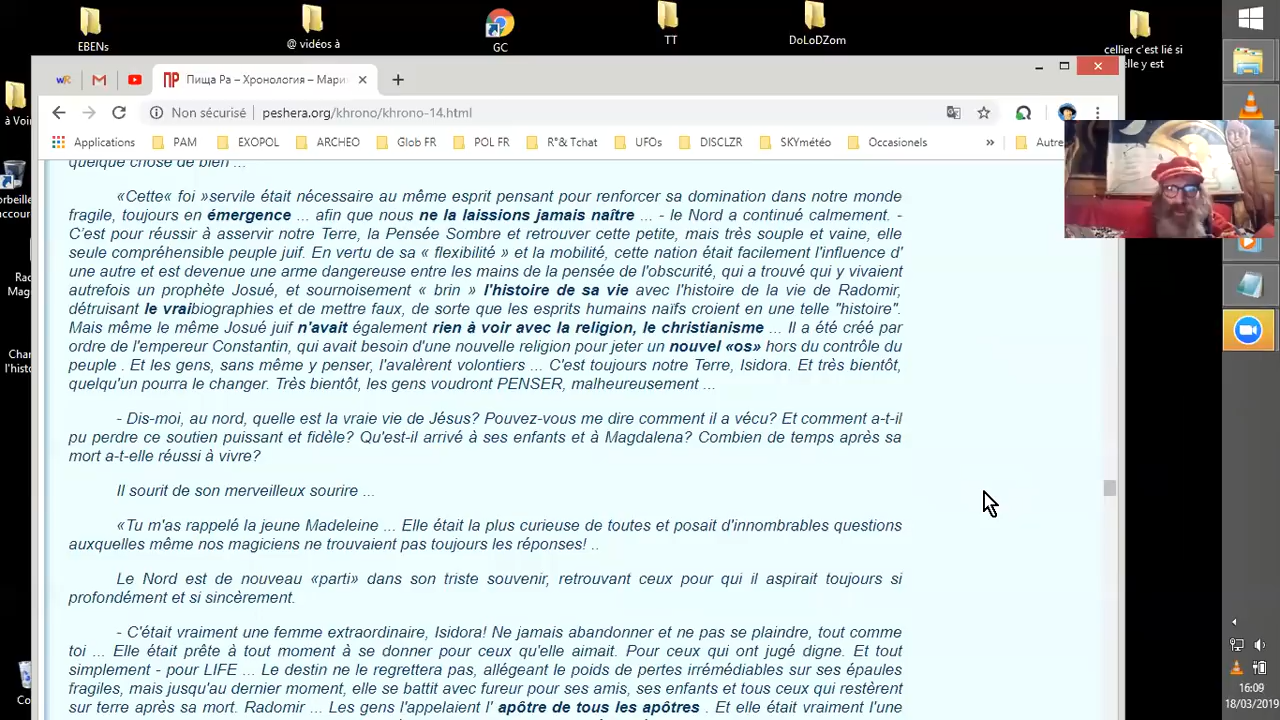 EBENs
@ vidéos à
GC
TT
DoLoDZom
cellier c'est lié si
elle y est
Пища Ра – Хронология – Мари
Non sécurisé
peshera.org/khrono/khrono-14.html
Applications
PAM
EXOPOL
ARCHEO
Glob FR
POL FR
R°& Tchat
UFOs
DISCLZR
SKYmétéo
Occasionels
»
Autre
à Voir
quelque chose de bien ...
«Cette« foi »servile était nécessaire au même esprit pensant pour renforcer sa domination dans notre monde
fragile, toujours en émergence ... afin que nous ne la laissions jamais naître ... - le Nord a continué calmement. -
C'est pour réussir à asservir notre Terre, la Pensée Sombre et retrouver cette petite, mais très souple et vaine, elle
seule compréhensible peuple juif. En vertu de sa « flexibilité » et la mobilité, cette nation était facilement l'influence d'
une autre et est devenue une arme dangereuse entre les mains de la pensée de l'obscurité, qui a trouvé qui y vivaient
autrefois un prophète Josué, et sournoisement « brin » l'histoire de sa vie avec l'histoire de la vie de Radomir,
détruisant le vraibiographies et de mettre faux, de sorte que les esprits humains naïfs croient en une telle "histoire".
Mais même le même Josué juif n'avait également rien à voir avec la religion, le christianisme ... Il a été créé par
ordre de l'empereur Constantin, qui avait besoin d'une nouvelle religion pour jeter un nouvel «os» hors du contrôle du
peuple . Et les gens, sans même y penser, l'avalèrent volontiers ... C'est toujours notre Terre, Isidora. Et très bientôt,
quelqu'un pourra le changer. Très bientôt, les gens voudront PENSER, malheureusement ...
- Dis-moi, au nord, quelle est la vraie vie de Jésus? Pouvez-vous me dire comment il a vécu? Et comment a-t-il
pu perdre ce soutien puissant et fidèle? Qu'est-il arrivé à ses enfants et à Magdalena? Combien de temps après sa
mort a-t-elle réussi à vivre?
Il sourit de son merveilleux sourire ...
«Tu m'as rappelé la jeune Madeleine ... Elle était la plus curieuse de toutes et posait d'innombrables questions
auxquelles même nos magiciens ne trouvaient pas toujours les réponses! ..
Le Nord est de nouveau «parti» dans son triste souvenir, retrouvant ceux pour qui il aspirait toujours si
profondément et si sincèrement.
- C'était vraiment une femme extraordinaire, Isidora! Ne jamais abandonner et ne pas se plaindre, tout comme
toi ... Elle était prête à tout moment à se donner pour ceux qu'elle aimait. Pour ceux qui ont jugé digne. Et tout
simplement - pour LIFE ... Le destin ne le regrettera pas, allégeant le poids de pertes irrémédiables sur ses épaules
fragiles, mais jusqu'au dernier moment, elle se battit avec fureur pour ses amis, ses enfants et tous ceux qui restèrent
sur terre après sa mort. Radomir ... Les gens l'appelaient l' apôtre de tous les apôtres . Et elle était vraiment l'une
16:09
18/03/2019